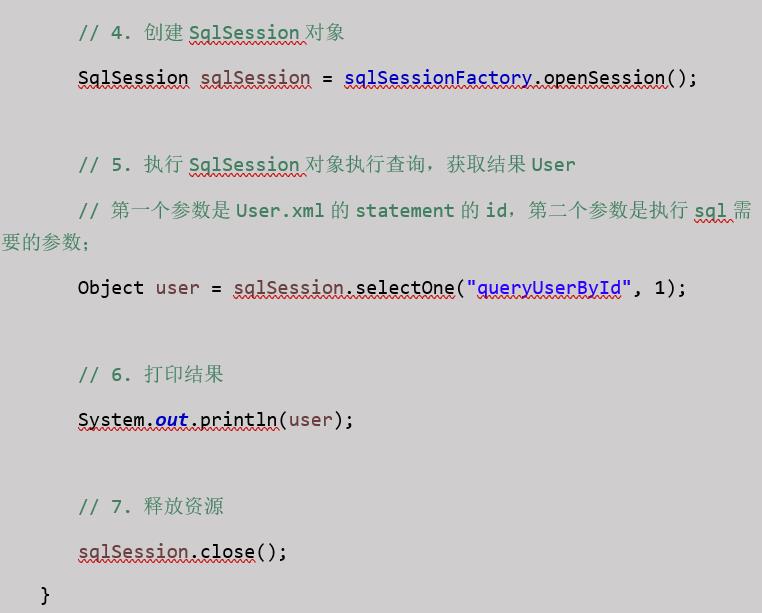 // 4. 创建 SqlSession 对象
SqlSession sqlSession = sqlSessionFactory.openSession();
// 5. 执行 SqlSession 对象执行查询，获取结果 User
// 第一个参数是 User.xml 的 statement 的 id，第二个参数是执行 sql 需
要的参数；
Object user = sqlSession.selectOne("queryUserById", 1);
// 6. 打印结果
System.out.println(user);
// 7. 释放资源
sqlSession.close();
}